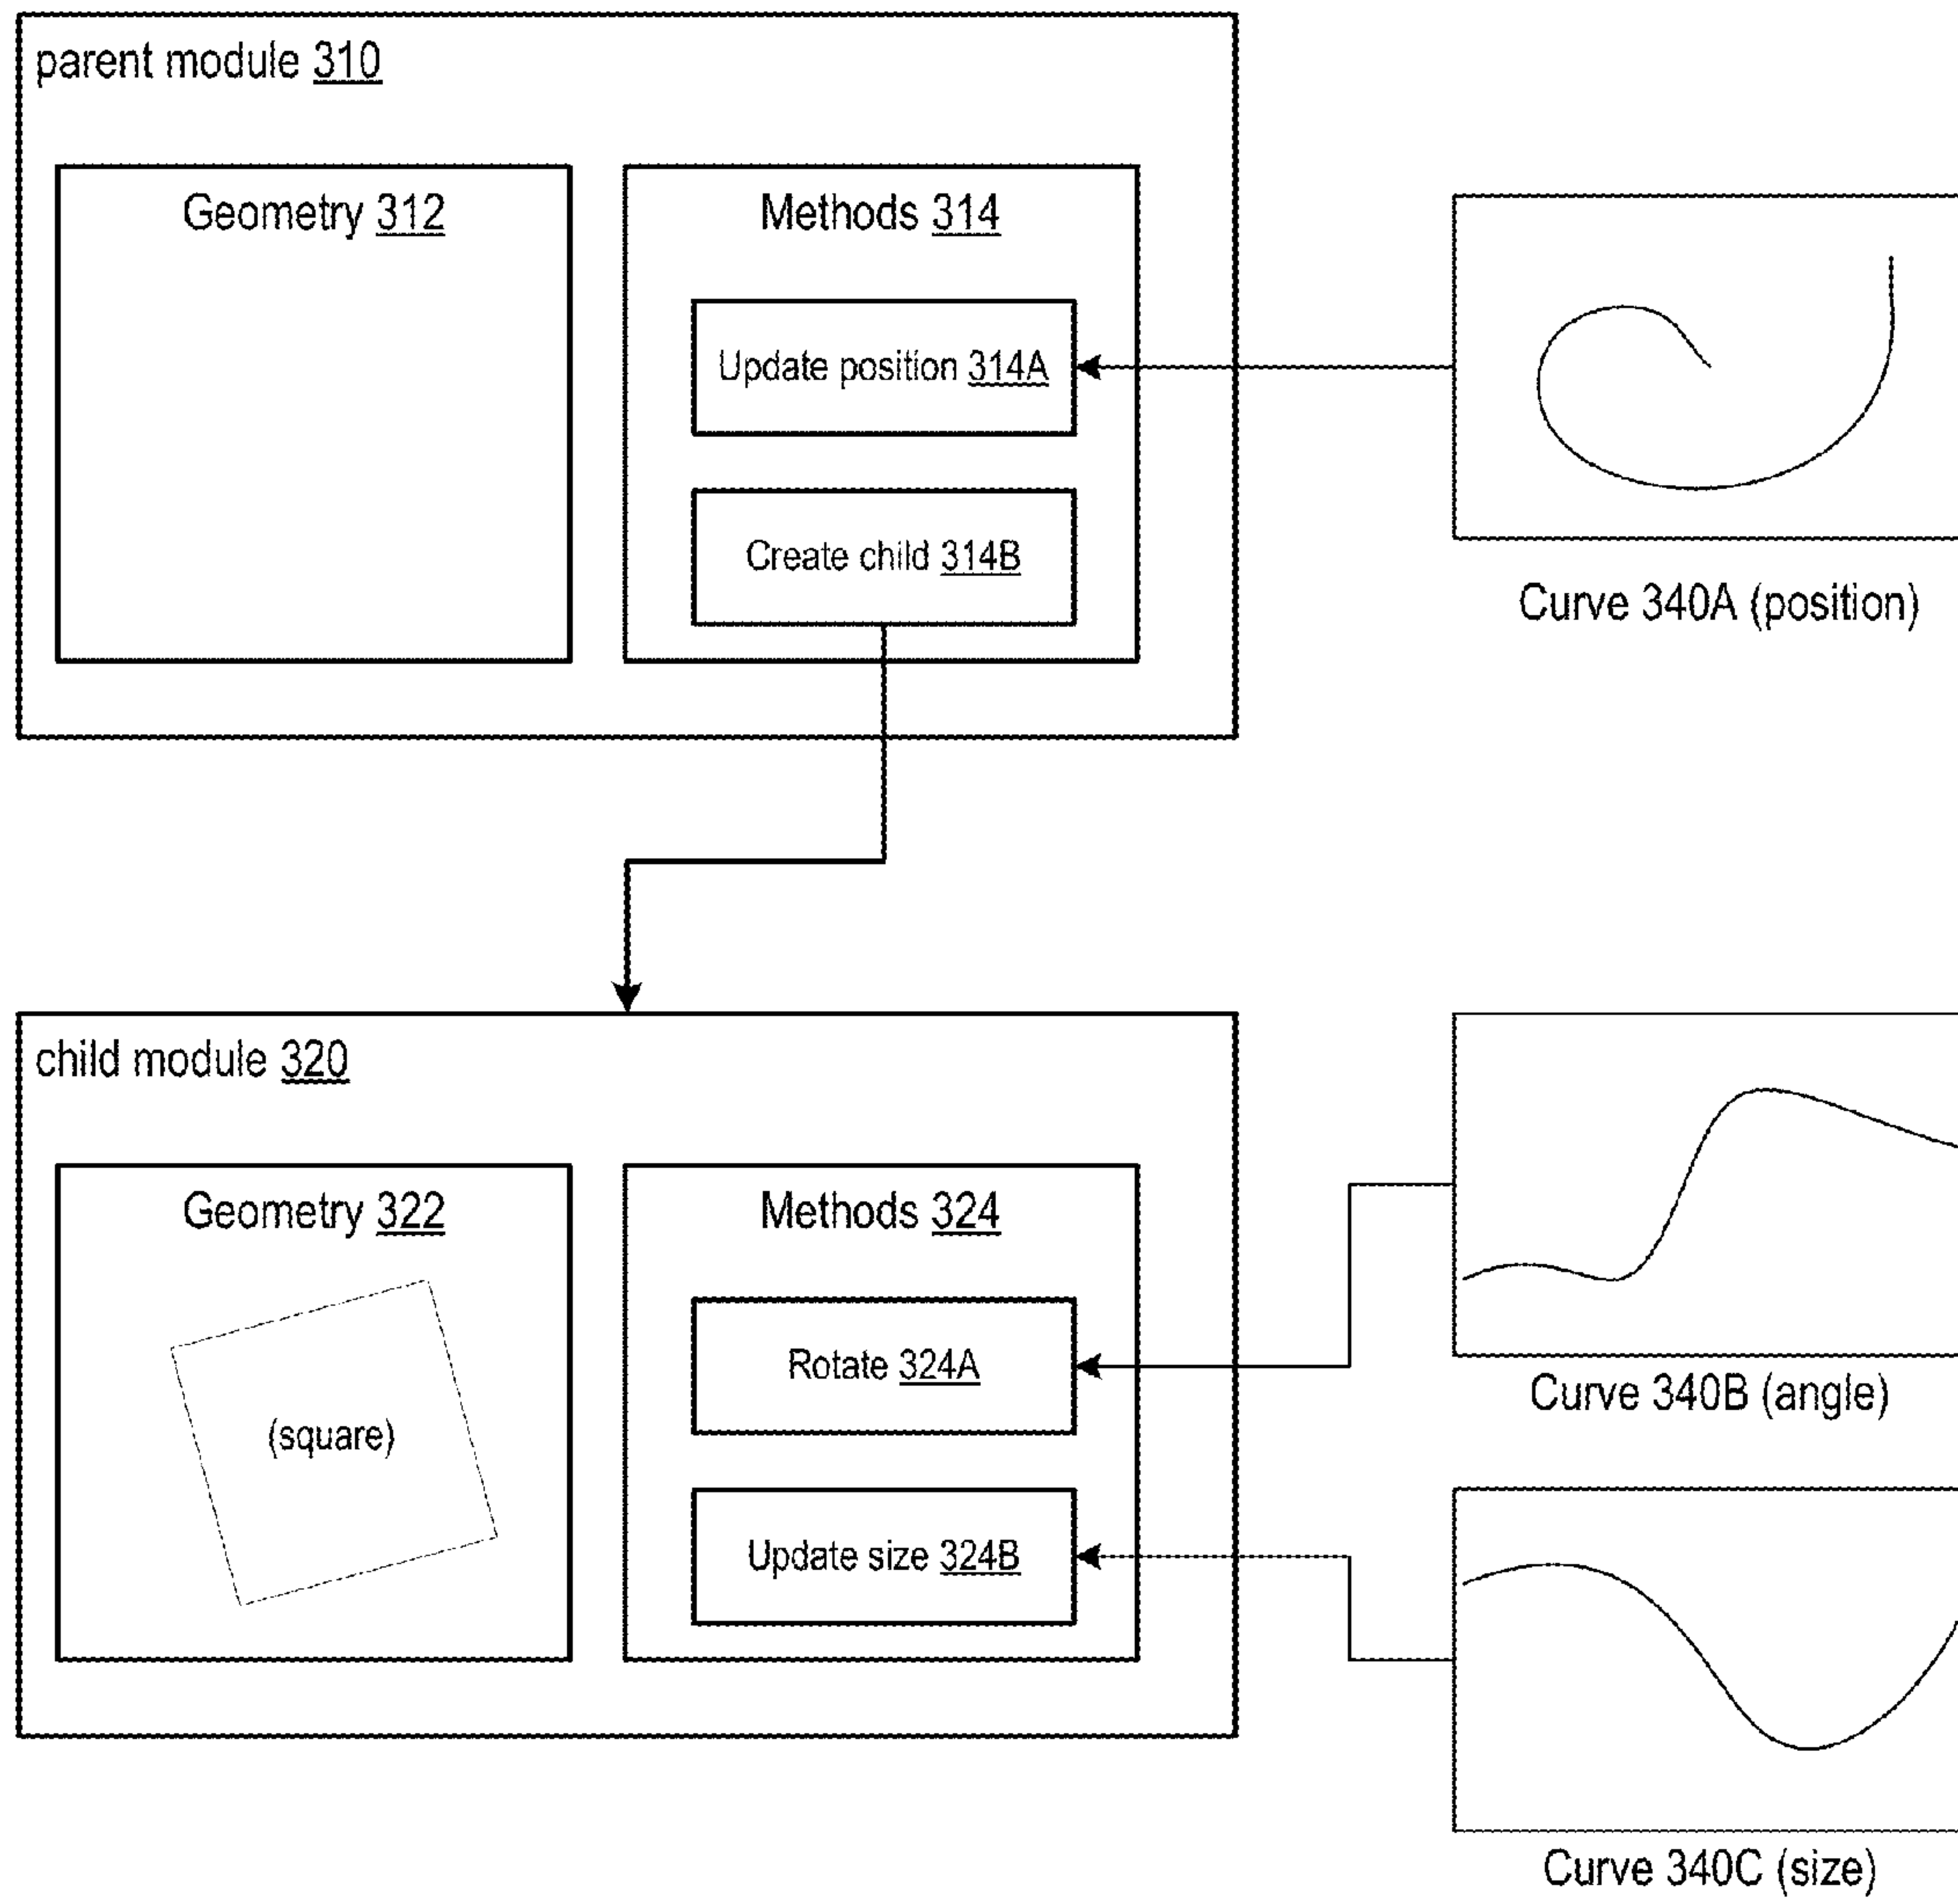 parent module 310
Geometry 312
Methods 314
Update position 314A
Create child 314B
Curve 340A (position)
child module 320
Geometry 322
(square)
Methods 324
Rotate 324A
Update size 324B
Curve 340B (angle)
Curve 340C (size)